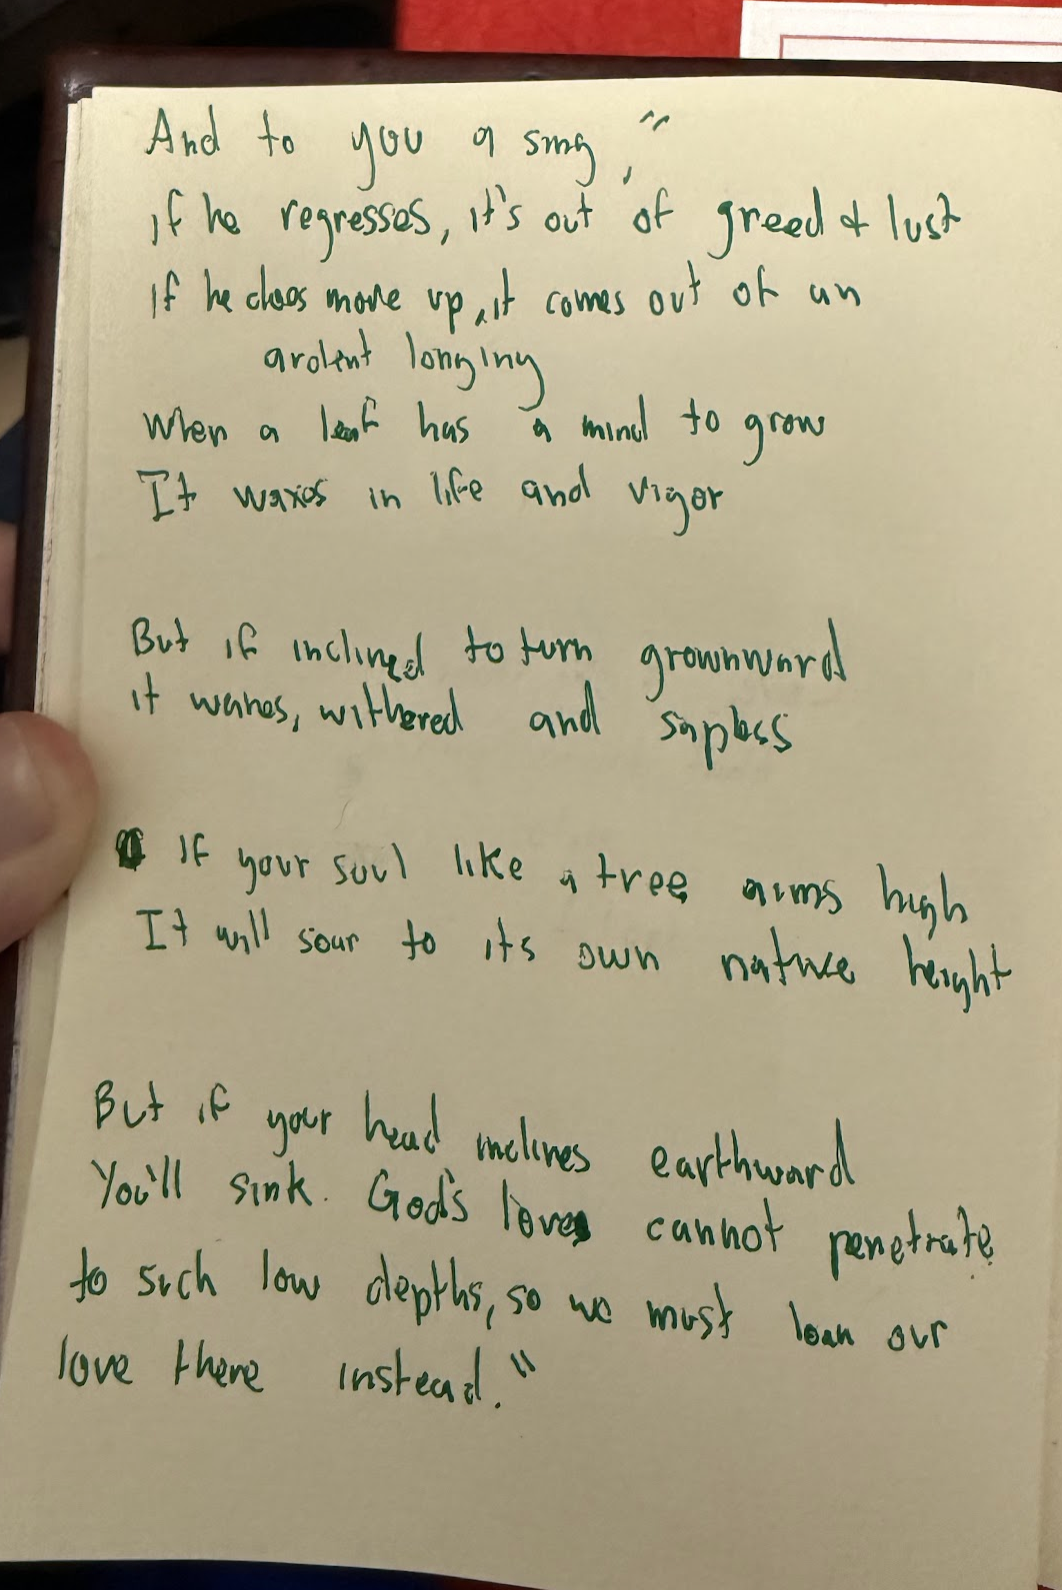 And to you a song,"
if he regresses, it's out of greed & lust
If he does move up, it comes out of an
ardent longing
When a leaf has a mind to grow
It waxes in life and vigor
But if inclined to turn grownward
it wanes, withered and sapless
If your soul like a tree aims high
It will soar to its own nature height
But if your head inclines earthward
You'll sink. God's love cannot penetrate
to such low depths, so we must loan our
love there instead."